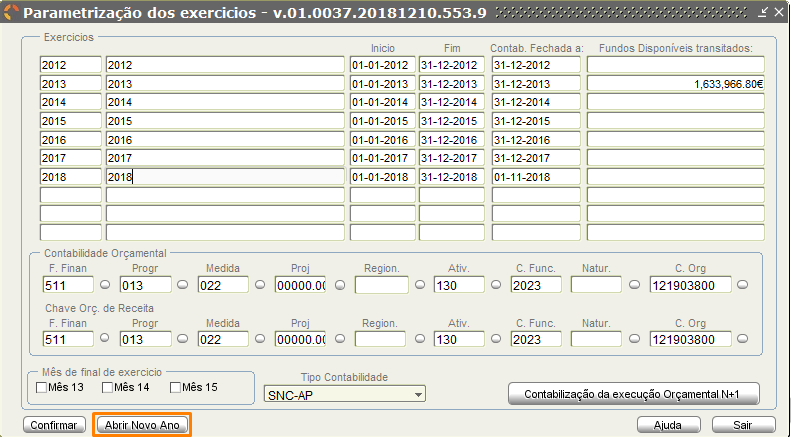 Parametrização dos exercicios - v.01.0037.20181210.553.9
Exercicios Inicio Fim Contab. Fechada a: Fundos Disponíveis transitados:
2012 2012 01-01-2012 31-12-2012 31-12-2012
2013 2013 01-01-2013 31-12-2013 31-12-2013 1,633,966.80€
2014 2014 01-01-2014 31-12-2014 31-12-2014
2015 2015 01-01-2015 31-12-2015 31-12-2015
2016 2016 01-01-2016 31-12-2016 31-12-2016
2017 2017 01-01-2017 31-12-2017 31-12-2017
2018 2018 01-01-2018 31-12-2018 01-11-2018
Contabilidade Orçamental
F. Finan Progr Medida Proj Region. Ativ. C. Func. Natur. C. Org
511 013 022 00000.00 130 2023 121903800
Chave Orç. de Receita
F. Finan Progr Medida Proj Region. Ativ. C. Func. Natur. C. Org
511 013 022 00000.00 130 2023 121903800
Mês de final de exercicio
Mês 13 Mês 14 Mês 15
Tipo Contabilidade
SNC-AP
Contabilização da execução Orçamental N+1
Confirmar Abrir Novo Ano Ajuda Sair